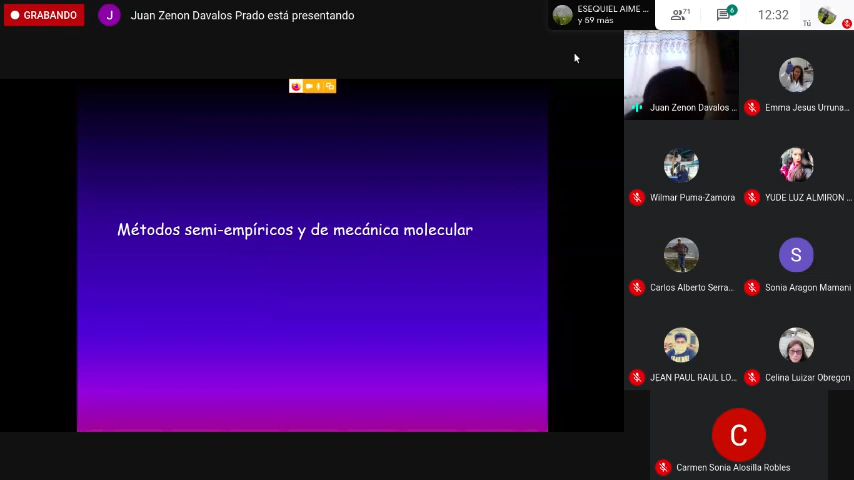 GRABANDO
J
Juan Zenon Davalos Prado está presentando
ESEQUIEL AIME ...
y 59 más
71
6
12:32
Tú
Métodos semi-empíricos y de mecánica molecular
Juan Zenon Davalos ...
Emma Jesus Urruna...
Wilmar Puma-Zamora
YUDE LUZ ALMIRON ...
Carlos Alberto Serra...
S
Sonia Aragon Mamani
JEAN PAUL RAUL LO...
Celina Luizar Obregon
C
Carmen Sonia Alosilla Robles